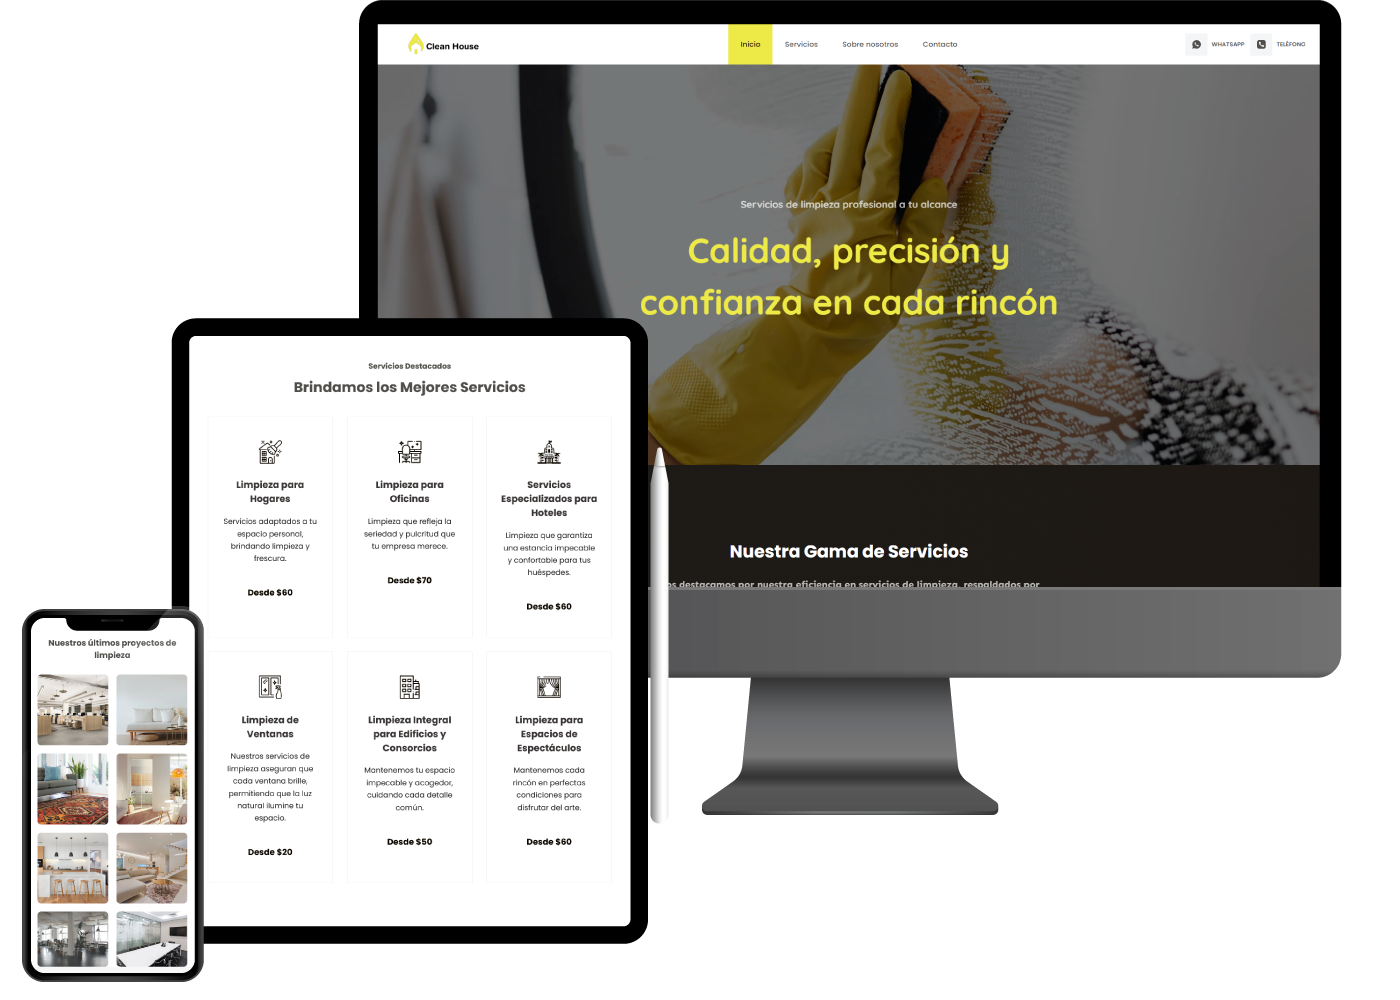 Clean House
Inicio
Servicios
Sobre nosotros
Contacto
WHATSAPP
TELÉFONO
Servicios de limpieza profesional a tu alcance
Calidad, precisión y
confianza en cada rincón
Nuestra Gama de Servicios
os destacamos por nuestra eficiencia en servicios de limpieza, respaldados por
Servicios Destacados
Brindamos los Mejores Servicios
Limpieza para
Hogares
Servicios adaptados a tu
espacio personal,
brindando limpieza y
frescura.
Desde $60
Limpieza para
Oficinas
Limpieza que refleja la
seriedad y pulcritud que
tu empresa merece.
Desde $70
Servicios
Especializados para
Hoteles
Limpieza que garantiza
una estancia impecable
y confortable para tus
huéspedes.
Desde $60
Limpieza de
Ventanas
Nuestros servicios de
limpieza aseguran que
cada ventana brille,
permitiendo que la luz
natural ilumine tu
espacio.
Desde $20
Limpieza Integral
para Edificios y
Consorcios
Mantenemos tu espacio
impecable y acogedor,
cuidando cada detalle
común.
Desde $50
Limpieza para
Espacios de
Espectáculos
Mantenemos cada
rincón en perfectas
condiciones para
disfrutar del arte.
Desde $60
Nuestros últimos proyectos de
limpieza